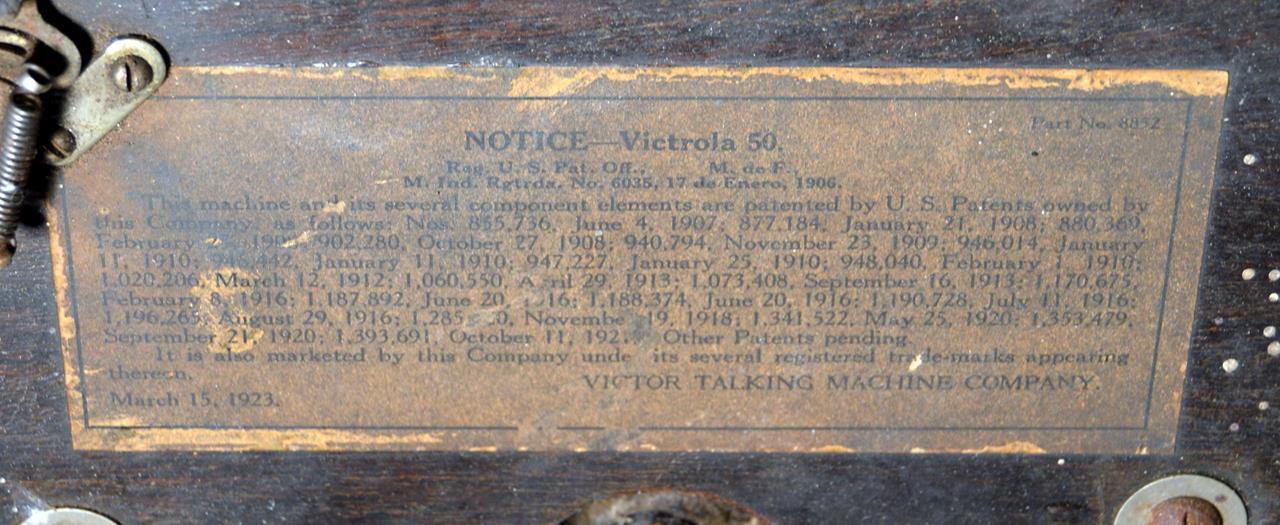 Part No. 8852
NOTICE—Victrola 50.
Reg. U. S. Pat. Off., M. de F.,
M. Ind. Rgtrda. No. 6035, 17 de Enero, 1906.
This machine and its several component elements are patented by U. S. Patents owned by
this Company, as follows: Nos. 855,736, June 4, 1907; 877,184, January 21, 1908; 880,369,
February 902,280, October 27, 1908; 940,794, November 23, 1909; 946,014, January
11, 1910; 946,442, January 11, 1910; 947,227, January 25, 1910; 948,040, February 1, 1910;
1,020,206, March 12, 1912; 1,060,550, April 29, 1913; 1,073,408, September 16, 1913; 1,170,675,
February 8, 1916; 1,187,892, June 20, 1916; 1,188,374, June 20, 1916; 1,190,728, July 11, 1916;
1,196,265, August 29, 1916; November 19, 1918; 1,341,522, May 25, 1920; 1,353,479,
September 21, 1920; 1,393,691, October 11, Other Patents pending.
It is also marketed by this Company under its several registered trade-marks appearing
thereon.
VICTOR TALKING MACHINE COMPANY.
March 15, 1923.